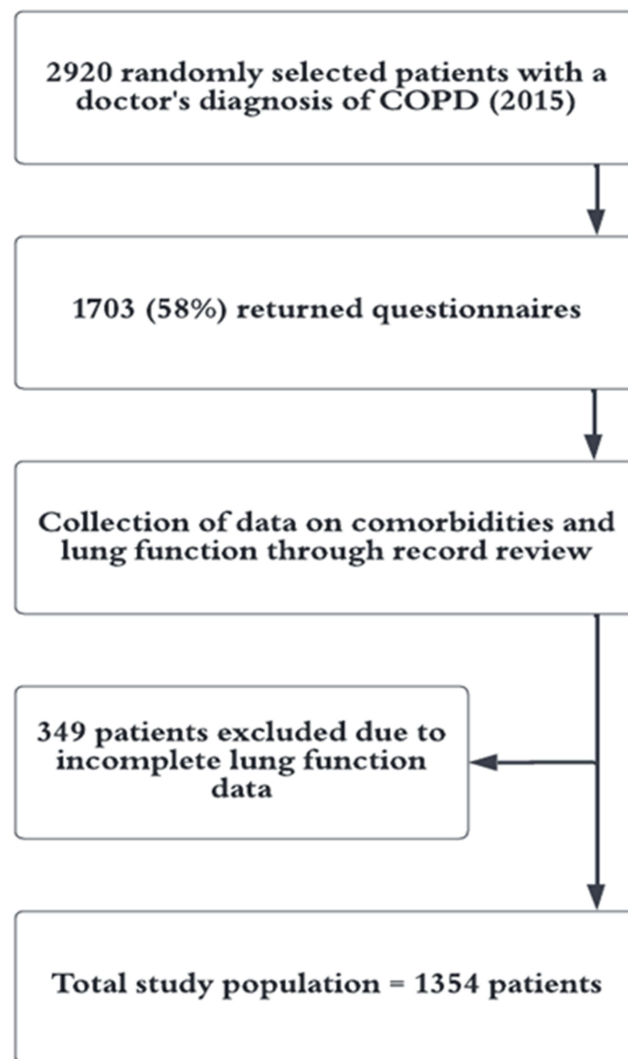 2920 randomly selected patients with a
doctor's diagnosis of COPD (2015)
1703 (58%) returned questionnaires
Collection of data on comorbidities and
lung function through record review
349 patients excluded due to
incomplete lung function
data
Total study population = 1354 patients